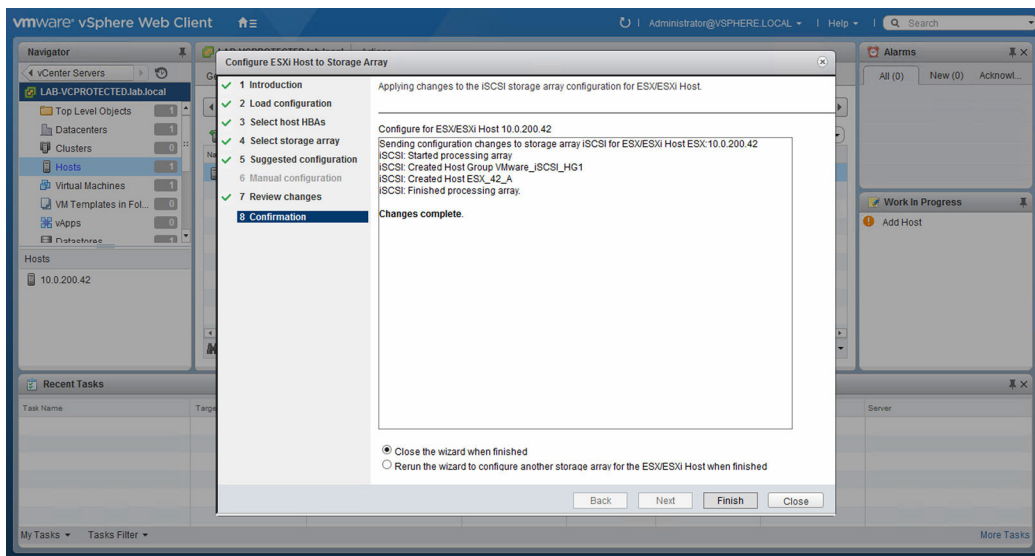 vmware® vSphere Web Client
Administrator@VSPHERE.LOCAL
Help
Search
Navigator
vCenter Servers
LAB-VCPROTECTED.lab.local
Top Level Objects 1
Datacenters 1
Clusters 0
Hosts 1
Virtual Machines 1
VM Templates in Fol... 0
vApps 0
Datastores 1
Hosts
10.0.200.42
Actions
Configure ESXi Host to Storage Array
1 Introduction
2 Load configuration
3 Select host HBAs
4 Select storage array
5 Suggested configuration
6 Manual configuration
7 Review changes
8 Confirmation
Applying changes to the iSCSI storage array configuration for ESX/ESXi Host.
Configure for ESX/ESXi Host 10.0.200.42
Sending configuration changes to storage array iSCSI for ESX/ESXi Host ESX:10.0.200.42
iSCSI: Started processing array
iSCSI: Created Host Group VMware_iSCSI_HG1
iSCSI: Created Host ESX_42_A
iSCSI: Finished processing array.
Changes complete.
Close the wizard when finished
Rerun the wizard to configure another storage array for the ESX/ESXi Host when finished
Back Next Finish Close
Alarms
All (0) New (0) Acknowl...
Work In Progress
Add Host
Recent Tasks
Task Name
Targe
Server
My Tasks
Tasks Filter
More Tasks